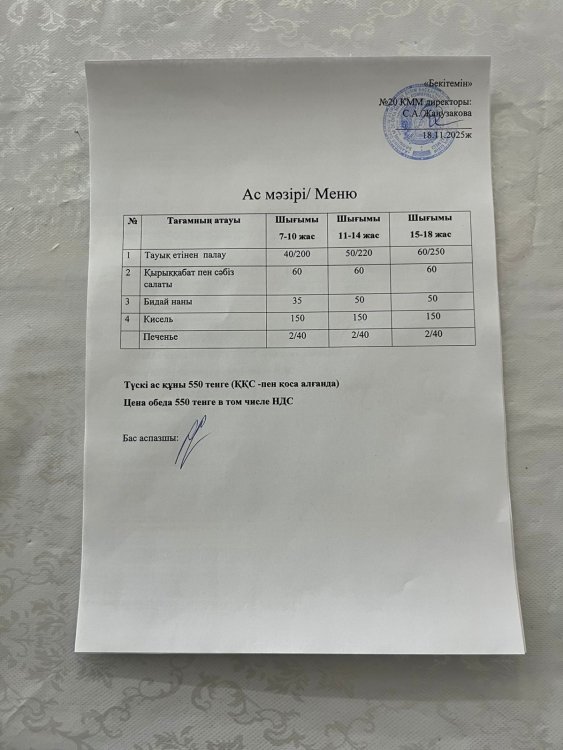 «Бекітемін»
№20 КММ директоры:
С.А. Жанузакова
18.11.2025ж
Ас мәзірі/ Меню
№ Тағамның атауы Шығымы 7-10 жас Шығымы 11-14 жас Шығымы 15-18 жас
1 Тауық етінен палау 40/200 50/220 60/250
2 Қырыққабат пен сәбіз салаты 60 60 60
3 Бидай наны 35 50 50
4 Кисель 150 150 150
Печенье 2/40 2/40 2/40
Түскі ас құны 550 тенге (ҚҚС -пен қоса алғанда)
Цена обеда 550 тенге в том числе НДС
Бас аспазшы: